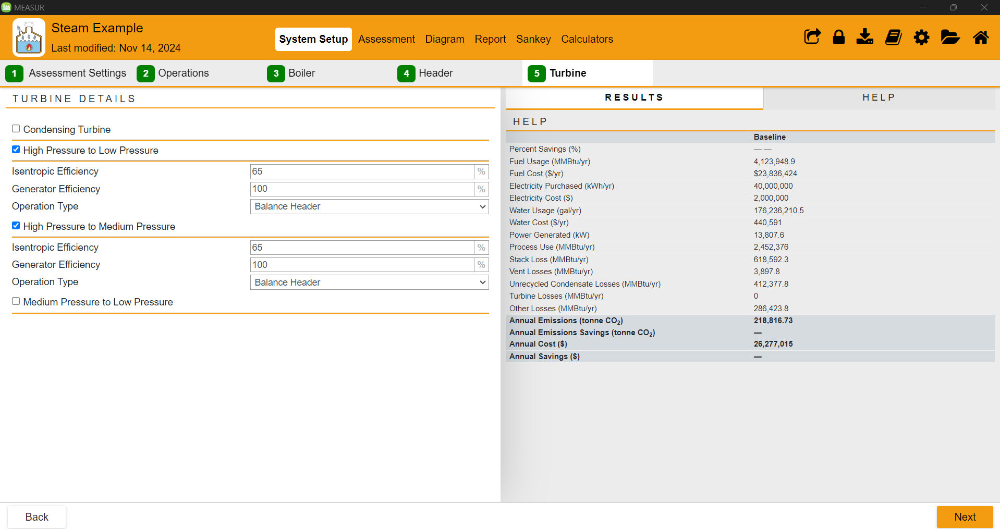 MEASUR
Steam Example
Last modified: Nov 14, 2024
System Setup Assessment Diagram Report Sankey Calculators
1 Assessment Settings 2 Operations 3 Boiler 4 Header 5 Turbine
TURBINE DETAILS
Condensing Turbine
High Pressure to Low Pressure
Isentropic Efficiency 65 %
Generator Efficiency 100 %
Operation Type Balance Header
High Pressure to Medium Pressure
Isentropic Efficiency 65 %
Generator Efficiency 100 %
Operation Type Balance Header
Medium Pressure to Low Pressure
RESULTS HELP
HELP
Baseline
Percent Savings (%) — —
Fuel Usage (MMBtu/yr) 4,123,948.9
Fuel Cost ($/yr) $23,836,424
Electricity Purchased (kWh/yr) 40,000,000
Electricity Cost ($) 2,000,000
Water Usage (gal/yr) 176,236,210.5
Water Cost ($/yr) 440,591
Power Generated (kW) 13,807.6
Process Use (MMBtu/yr) 2,452,376
Stack Loss (MMBtu/yr) 618,592.3
Vent Losses (MMBtu/yr) 3,897.8
Unrecycled Condensate Losses (MMBtu/yr) 412,377.8
Turbine Losses (MMBtu/yr) 0
Other Losses (MMBtu/yr) 286,423.8
Annual Emissions (tonne CO₂) 218,816.73
Annual Emissions Savings (tonne CO₂) —
Annual Cost ($) 26,277,015
Annual Savings ($) —
Back Next